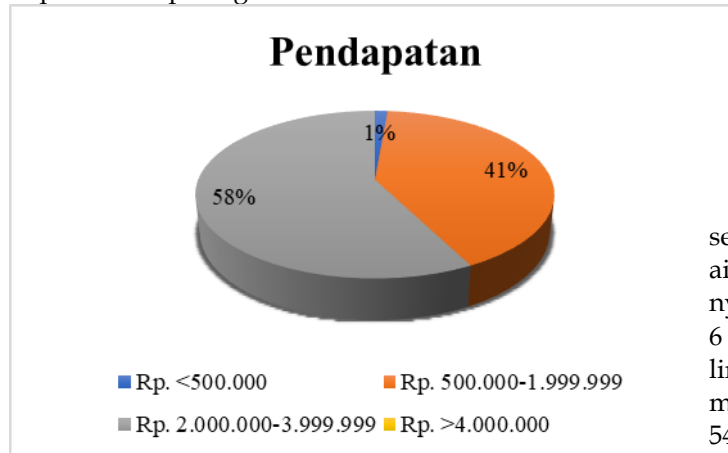 Pendapatan
1%
41%
58%
Rp. <500.000
Rp. 500.000-1.999.999
Rp. 2.000.000-3.999.999
Rp. >4.000.000
se
ai
ny
6
lin
m
54